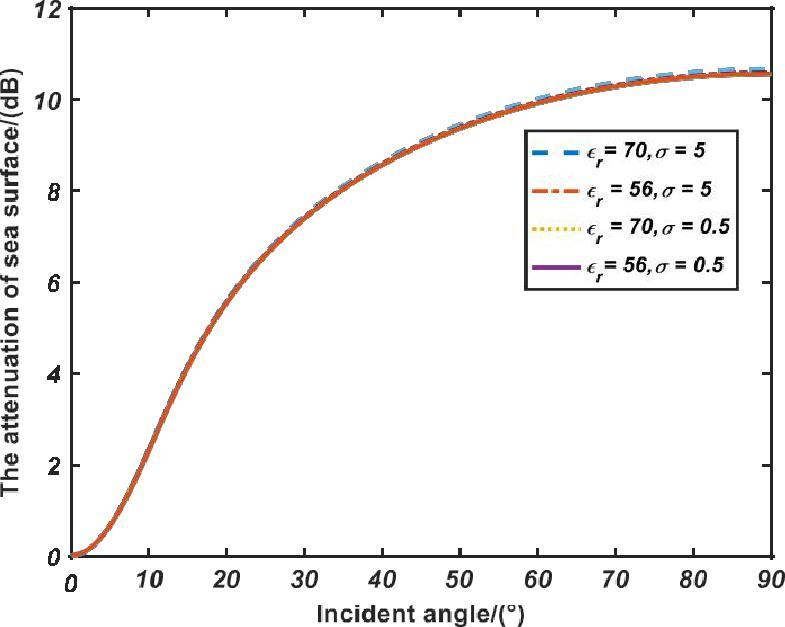 The attenuation of sea surface/(dB)
12
10
8
6
4
2
0
0 10 20 30 40 50 60 70 80 90
Incident angle/(°)
ϵr = 70, σ = 5
ϵr = 56, σ = 5
ϵr = 70, σ = 0.5
ϵr = 56, σ = 0.5